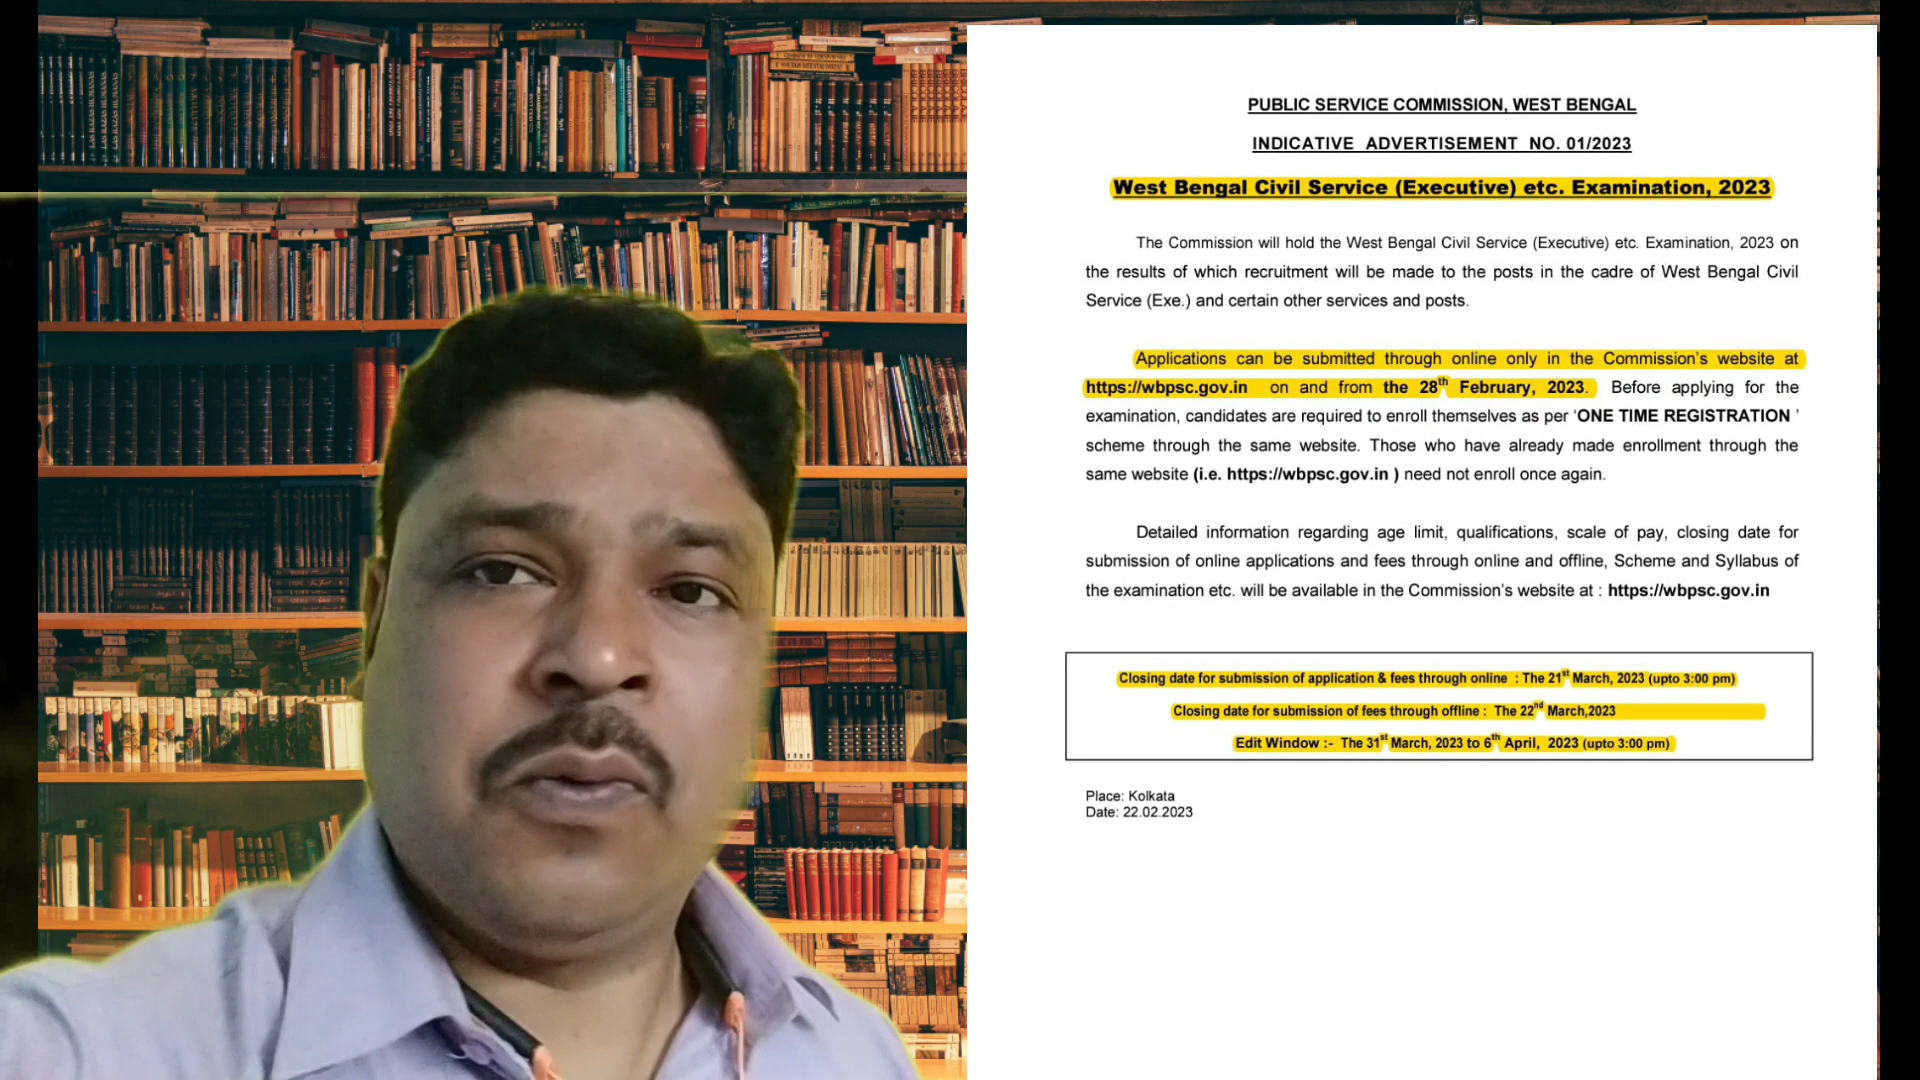 PUBLIC SERVICE COMMISSION, WEST BENGAL
INDICATIVE ADVERTISEMENT NO. 01/2023
West Bengal Civil Service (Executive) etc. Examination, 2023
The Commission will hold the West Bengal Civil Service (Executive) etc. Examination, 2023 on
the results of which recruitment will be made to the posts in the cadre of West Bengal Civil
Service (Exe.) and certain other services and posts.
Applications can be submitted through online only in the Commission's website at
https://wbpsc.gov.in on and from the 28th February, 2023. Before applying for the
examination, candidates are required to enroll themselves as per 'ONE TIME REGISTRATION '
scheme through the same website. Those who have already made enrollment through the
same website (i.e. https://wbpsc.gov.in ) need not enroll once again.
Detailed information regarding age limit, qualifications, scale of pay, closing date for
submission of online applications and fees through online and offline, Scheme and Syllabus of
the examination etc. will be available in the Commission's website at : https://wbpsc.gov.in
Closing date for submission of application & fees through online : The 21st March, 2023 (upto 3:00 pm)
Closing date for submission of fees through offline : The 22nd March,2023
Edit Window :- The 31st March, 2023 to 6th April, 2023 (upto 3:00 pm)
Place: Kolkata
Date: 22.02.2023